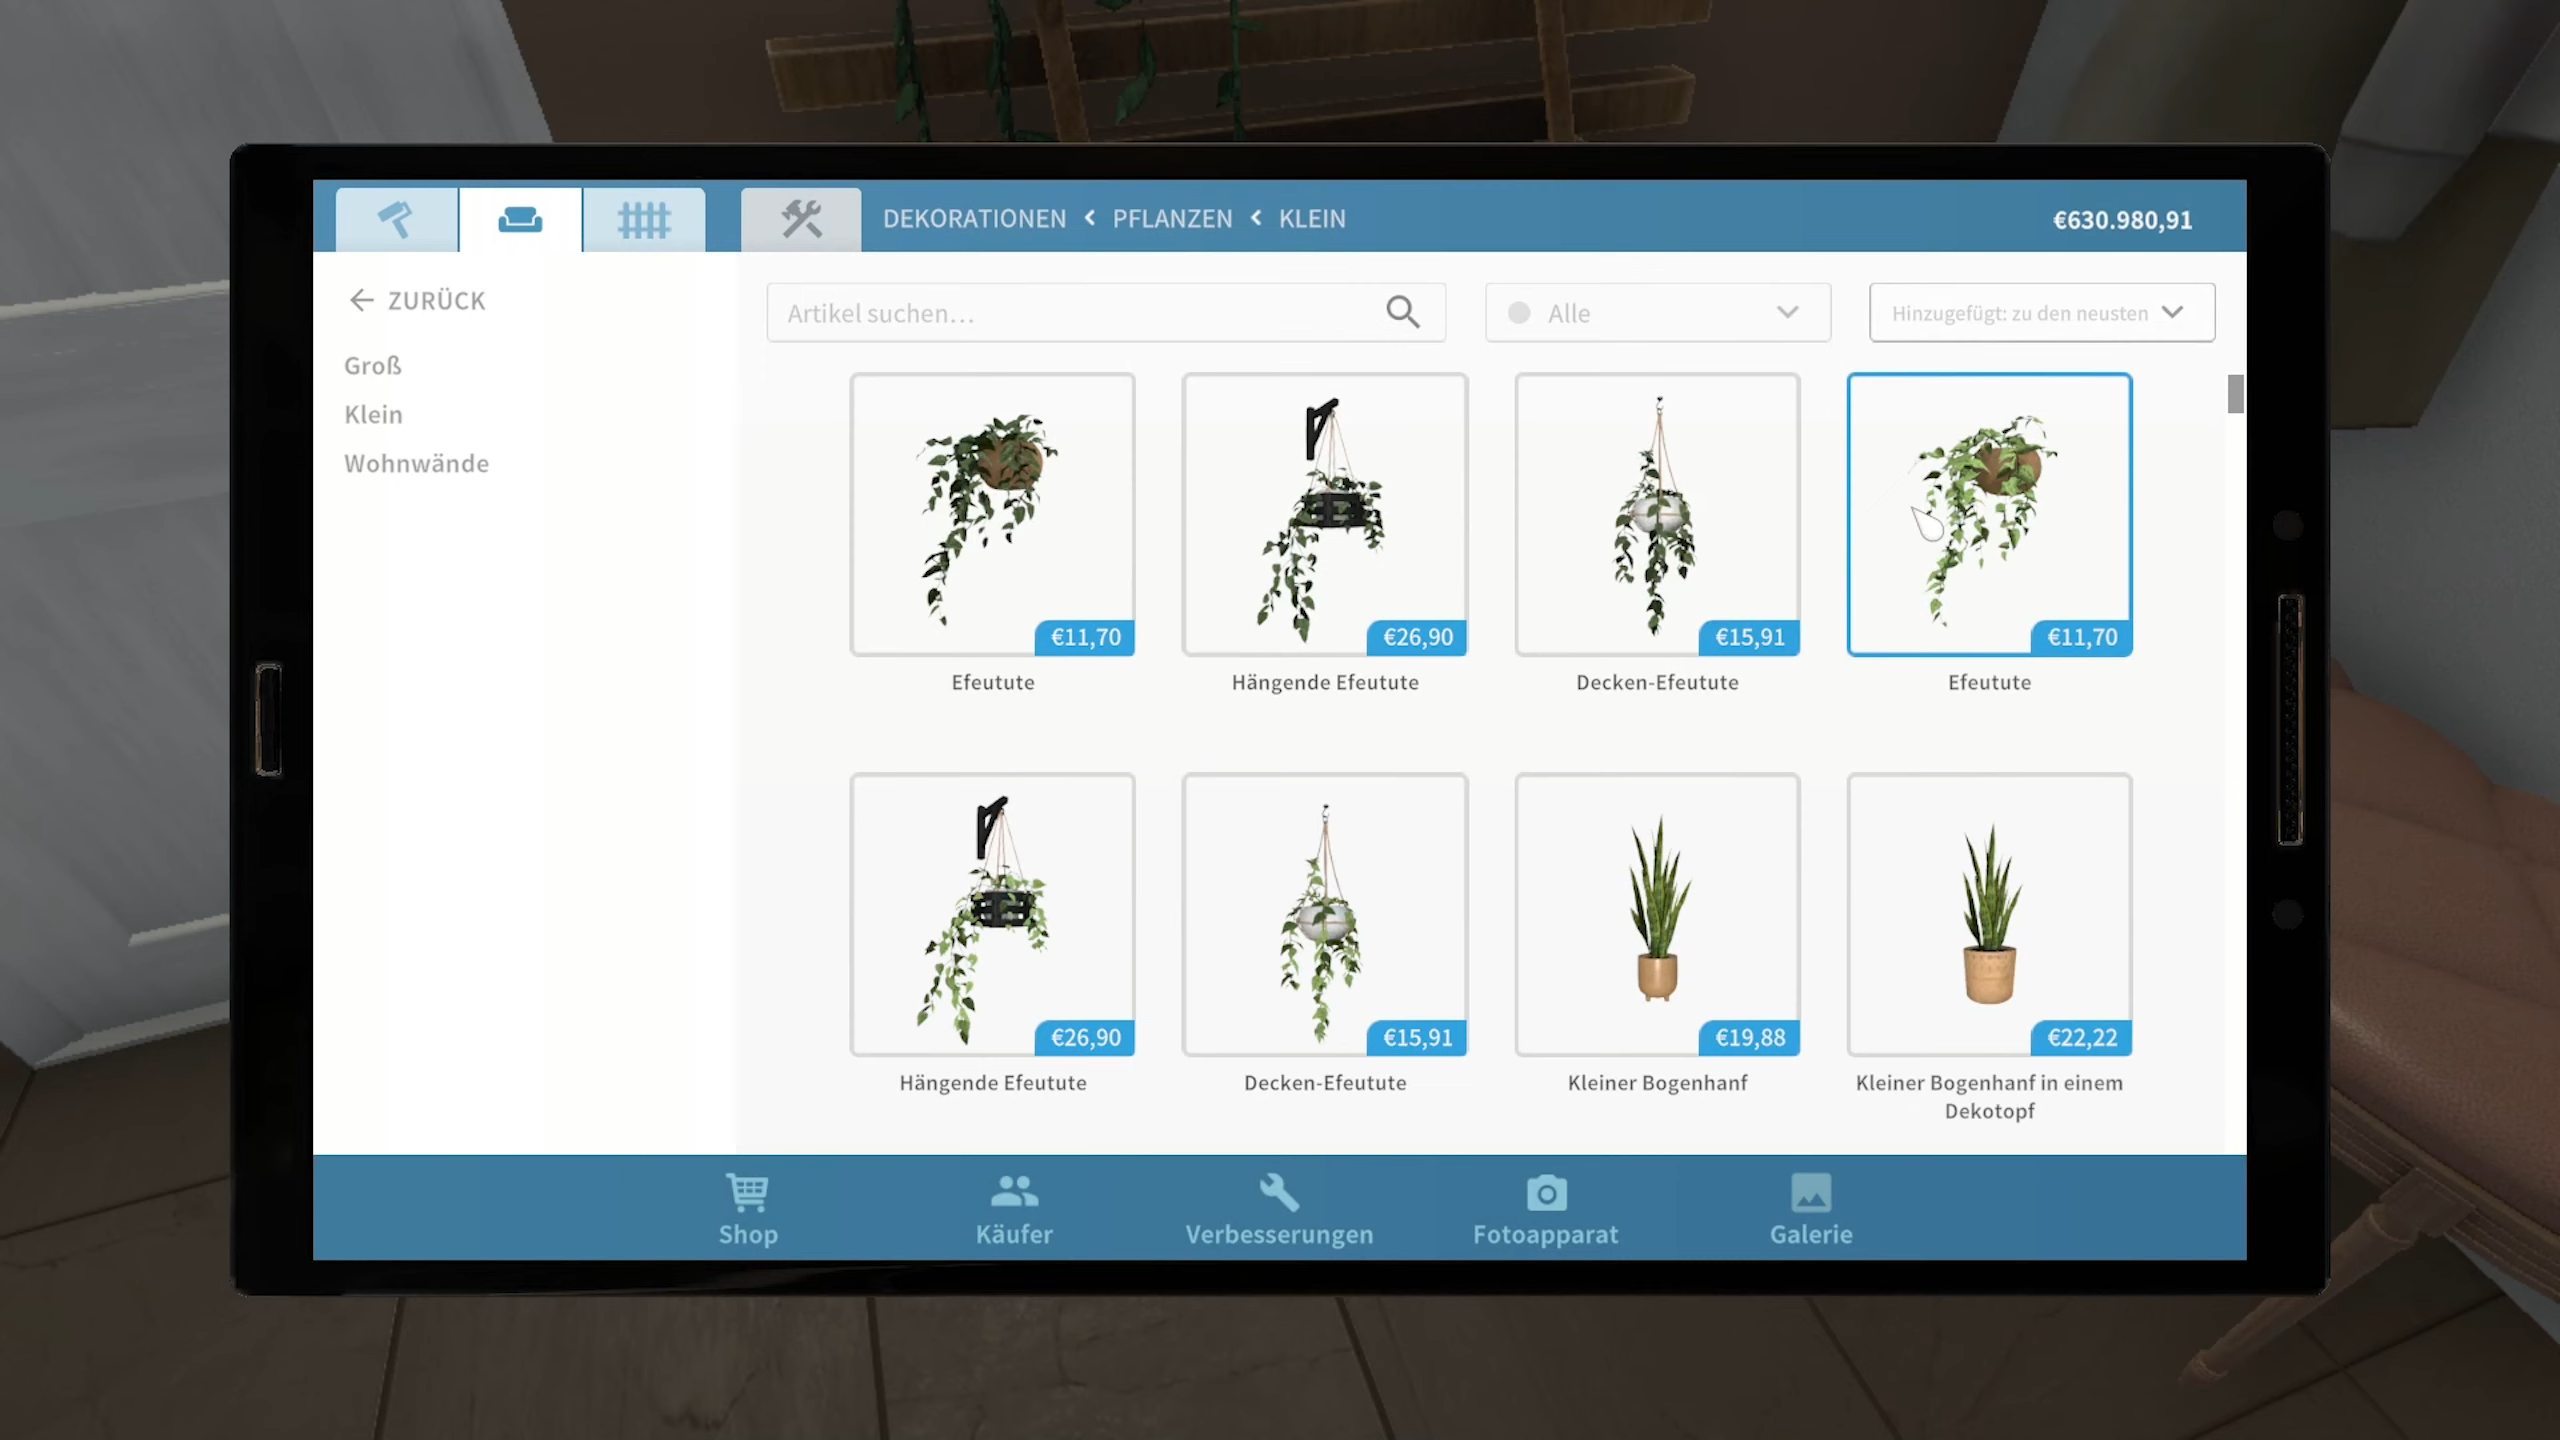 DEKORATIONEN < PFLANZEN < KLEIN
€630.980,91
ZURÜCK
Groß
Klein
Wohnwände
Artikel suchen...
Alle
Hinzugefügt: zu den neusten
€11,70
€26,90
€15,91
€11,70
Efeutute
Hängende Efeutute
Decken-Efeutute
Efeutute
€26,90
€15,91
€19,88
€22,22
Hängende Efeutute
Decken-Efeutute
Kleiner Bogenhanf
Kleiner Bogenhanf in einem
Dekotopf
Shop
Käufer
Verbesserungen
Fotoapparat
Galerie